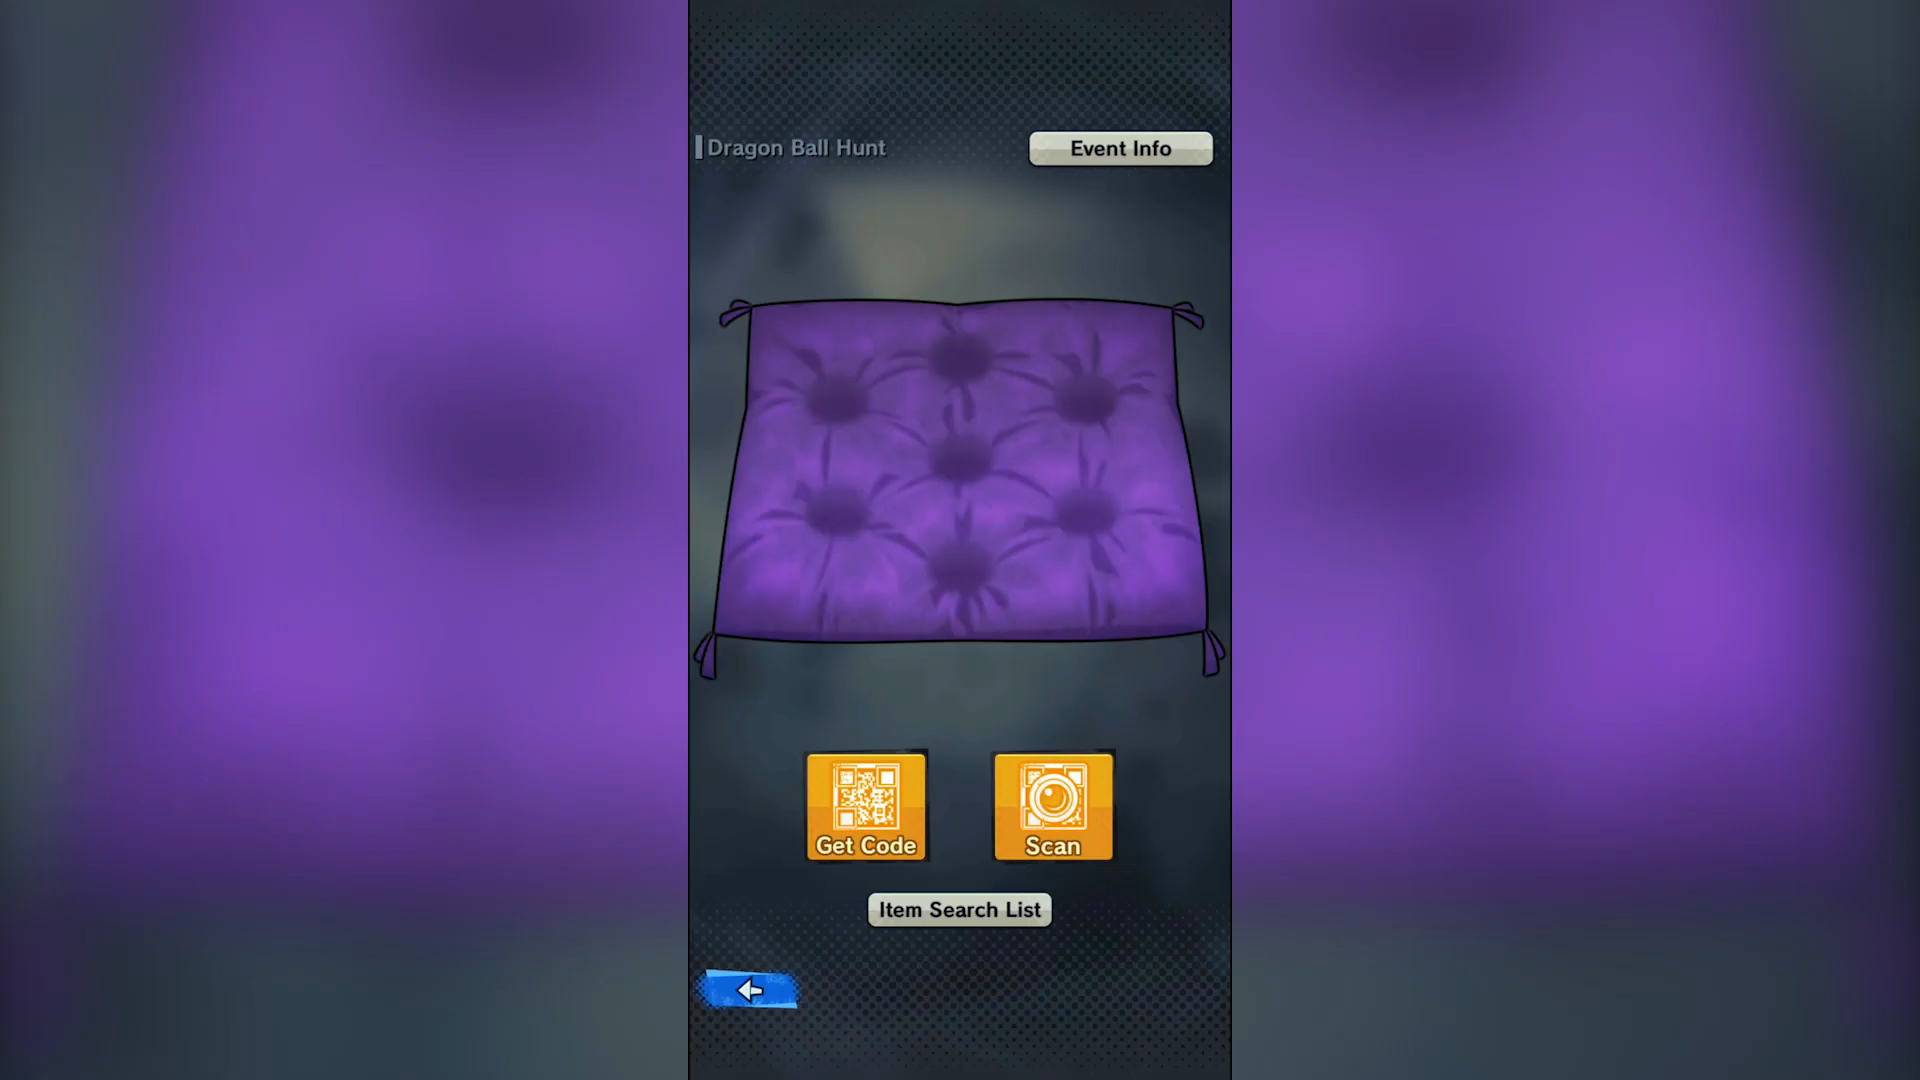 Dragon Ball Hunt
Event Info
Get Code
Scan
Item Search List